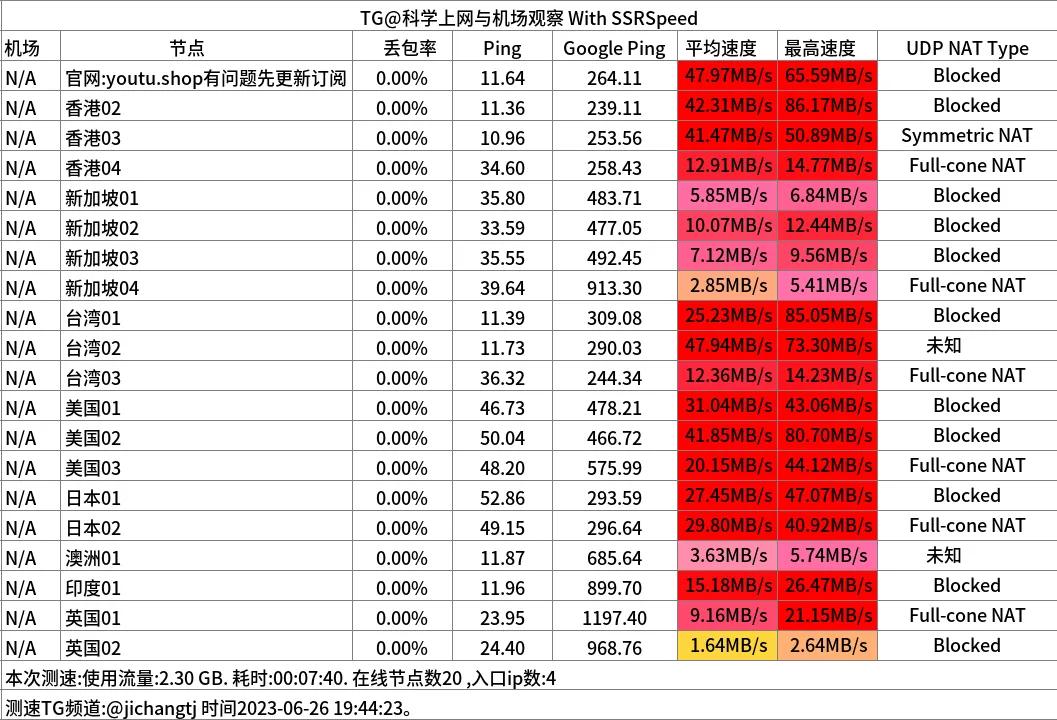 TG@科学上网与机场观察 With SSRSpeed
机场 节点 丢包率 Ping Google Ping 平均速度 最高速度 UDP NAT Type
N/A 官网:youtu.shop有问题先更新订阅 0.00% 11.64 264.11 47.97MB/s 65.59MB/s Blocked
N/A 香港02 0.00% 11.36 239.11 42.31MB/s 86.17MB/s Blocked
N/A 香港03 0.00% 10.96 253.56 41.47MB/s 50.89MB/s Symmetric NAT
N/A 香港04 0.00% 34.60 258.43 12.91MB/s 14.77MB/s Full-cone NAT
N/A 新加坡01 0.00% 35.80 483.71 5.85MB/s 6.84MB/s Blocked
N/A 新加坡02 0.00% 33.59 477.05 10.07MB/s 12.44MB/s Blocked
N/A 新加坡03 0.00% 35.55 492.45 7.12MB/s 9.56MB/s Blocked
N/A 新加坡04 0.00% 39.64 913.30 2.85MB/s 5.41MB/s Full-cone NAT
N/A 台湾01 0.00% 11.39 309.08 25.23MB/s 85.05MB/s Blocked
N/A 台湾02 0.00% 11.73 290.03 47.94MB/s 73.30MB/s 未知
N/A 台湾03 0.00% 36.32 244.34 12.36MB/s 14.23MB/s Full-cone NAT
N/A 美国01 0.00% 46.73 478.21 31.04MB/s 43.06MB/s Blocked
N/A 美国02 0.00% 50.04 466.72 41.85MB/s 80.70MB/s Blocked
N/A 美国03 0.00% 48.20 575.99 20.15MB/s 44.12MB/s Full-cone NAT
N/A 日本01 0.00% 52.86 293.59 27.45MB/s 47.07MB/s Blocked
N/A 日本02 0.00% 49.15 296.64 29.80MB/s 40.92MB/s Full-cone NAT
N/A 澳洲01 0.00% 11.87 685.64 3.63MB/s 5.74MB/s 未知
N/A 印度01 0.00% 11.96 899.70 15.18MB/s 26.47MB/s Blocked
N/A 英国01 0.00% 23.95 1197.40 9.16MB/s 21.15MB/s Full-cone NAT
N/A 英国02 0.00% 24.40 968.76 1.64MB/s 2.64MB/s Blocked
本次测速:使用流量:2.30 GB. 耗时:00:07:40. 在线节点数20 ,入口ip数:4
测速TG频道:@jichangtj 时间2023-06-26 19:44:23。